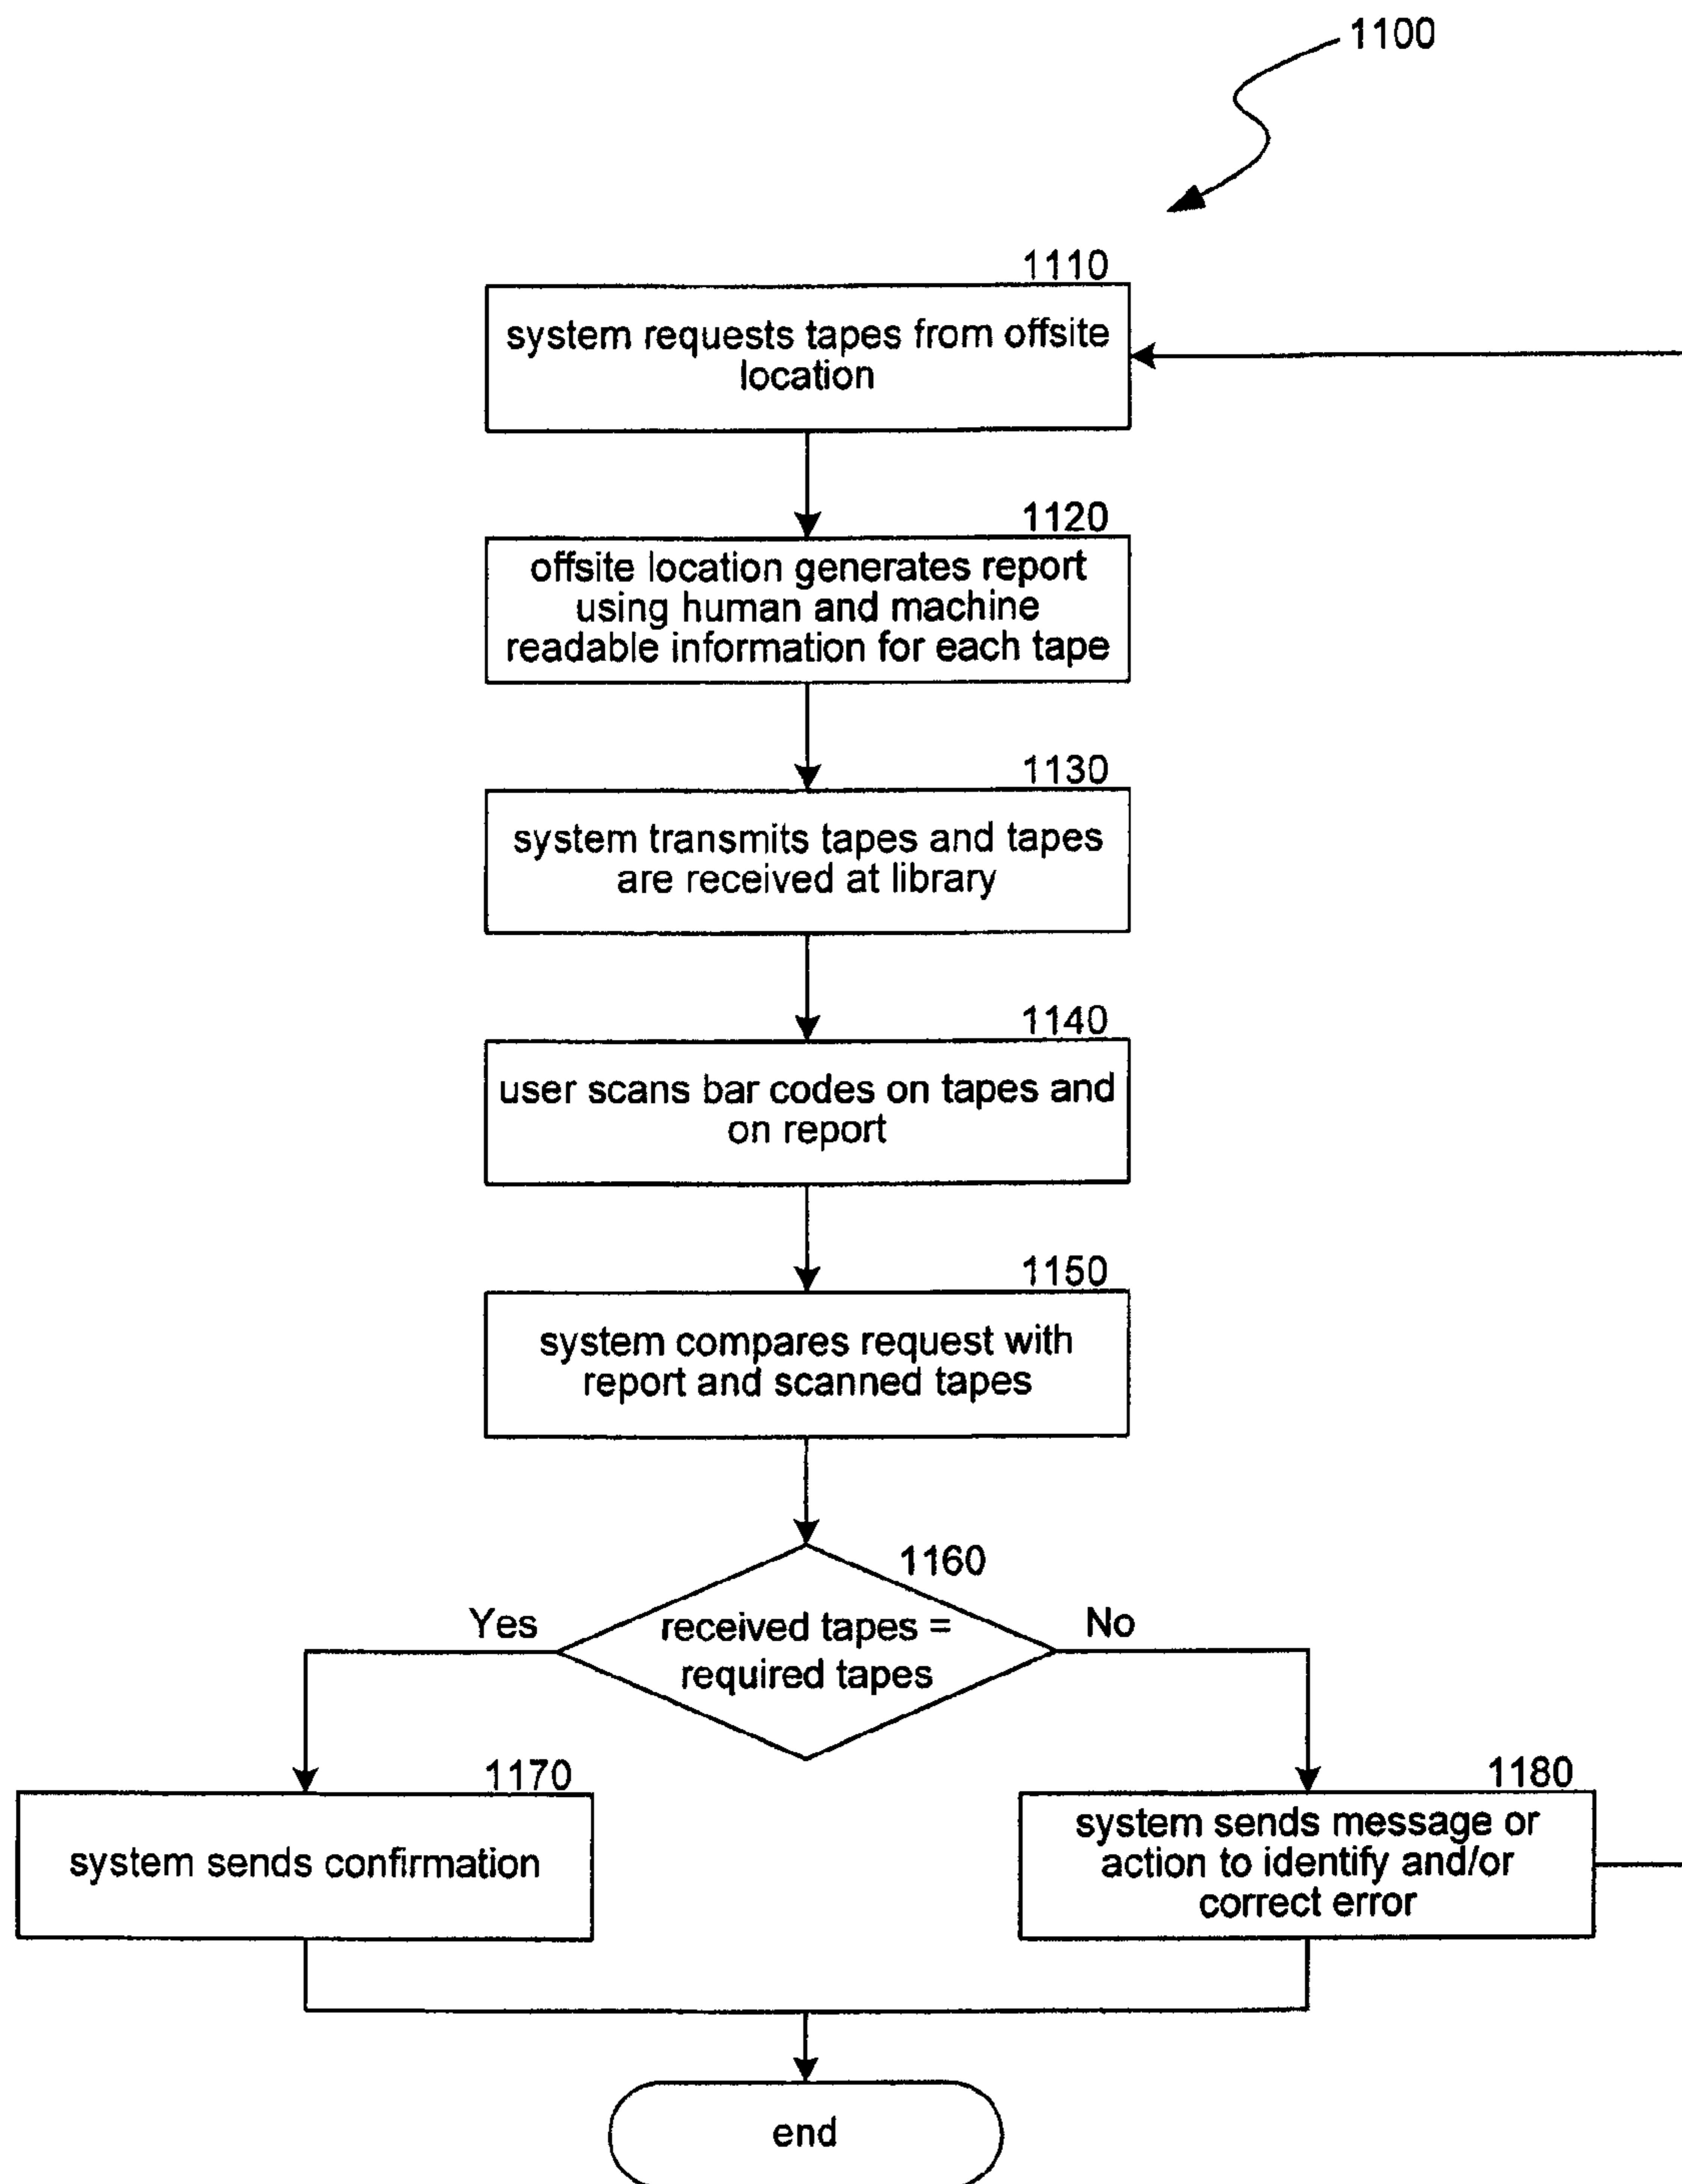 1100
1110
system requests tapes from offsite
location
1120
offsite location generates report
using human and machine
readable information for each tape
1130
system transmits tapes and tapes
are received at library
1140
user scans bar codes on tapes and
on report
1150
system compares request with
report and scanned tapes
1160
received tapes =
required tapes
Yes
No
1170
system sends confirmation
1180
system sends message or
action to identify and/or
correct error
end